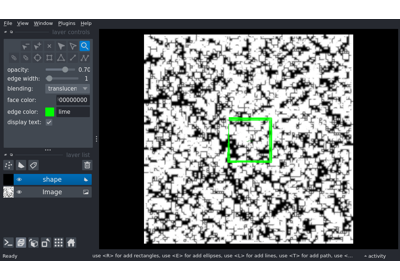 File View Window Plugins Help
layer controls
opacity: 0.70
edge width: 1
blending: translucen
face color: 00000000
edge color: lime
display text:
layer list
shape
Image
Ready
use <R> for add rectangles, use <E> for add ellipses, use <L> for add lines, use <T> for add path, use <...
activity